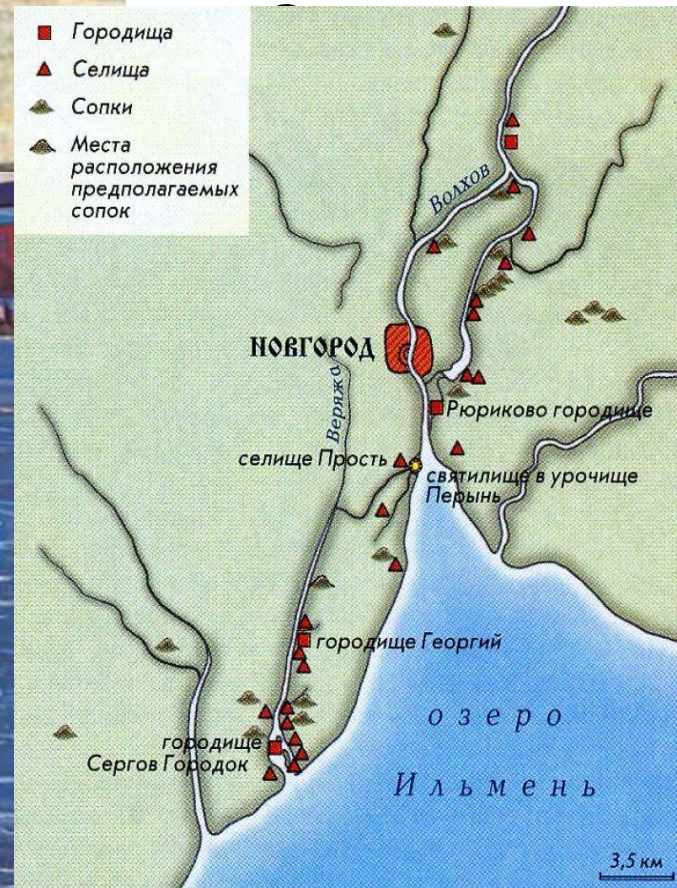 Городища
Селища
Сопки
Места
расположения
предполагаемых
сопок
Волхов
НОВГОРОД
Веряжа
Рюриково городище
селище Прость
святилище в урочище
Перынь
городище Георгий
городище
Сергов Городок
озеро
Ильмень
3,5 км